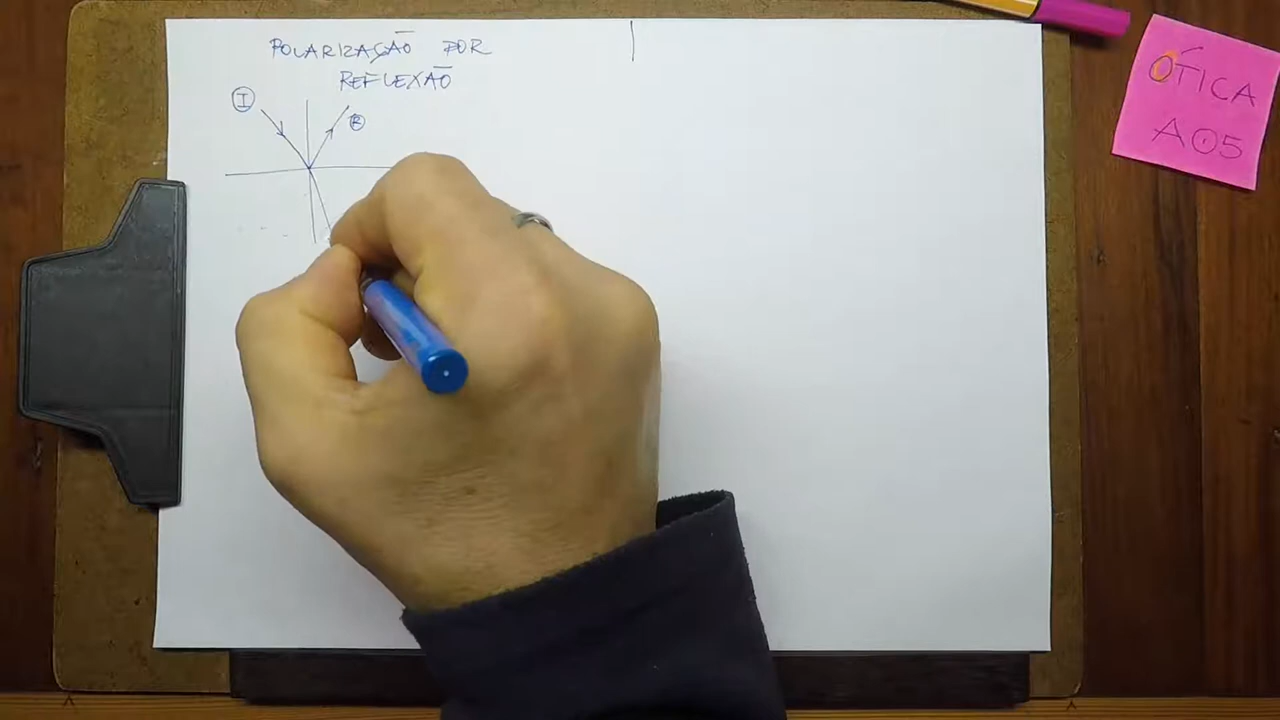 POLARIZAÇÃO POR
REFLEXÃO
I
R
ÓTICA
A05